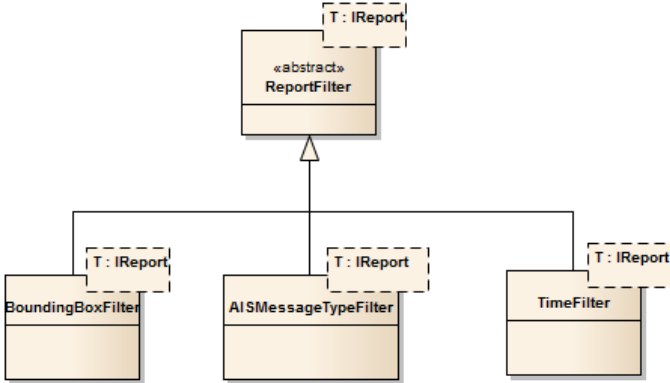 T : IReport
«abstract»
ReportFilter
T : IReport
BoundingBoxFilter
T : IReport
AISMessageTypeFilter
T : IReport
TimeFilter